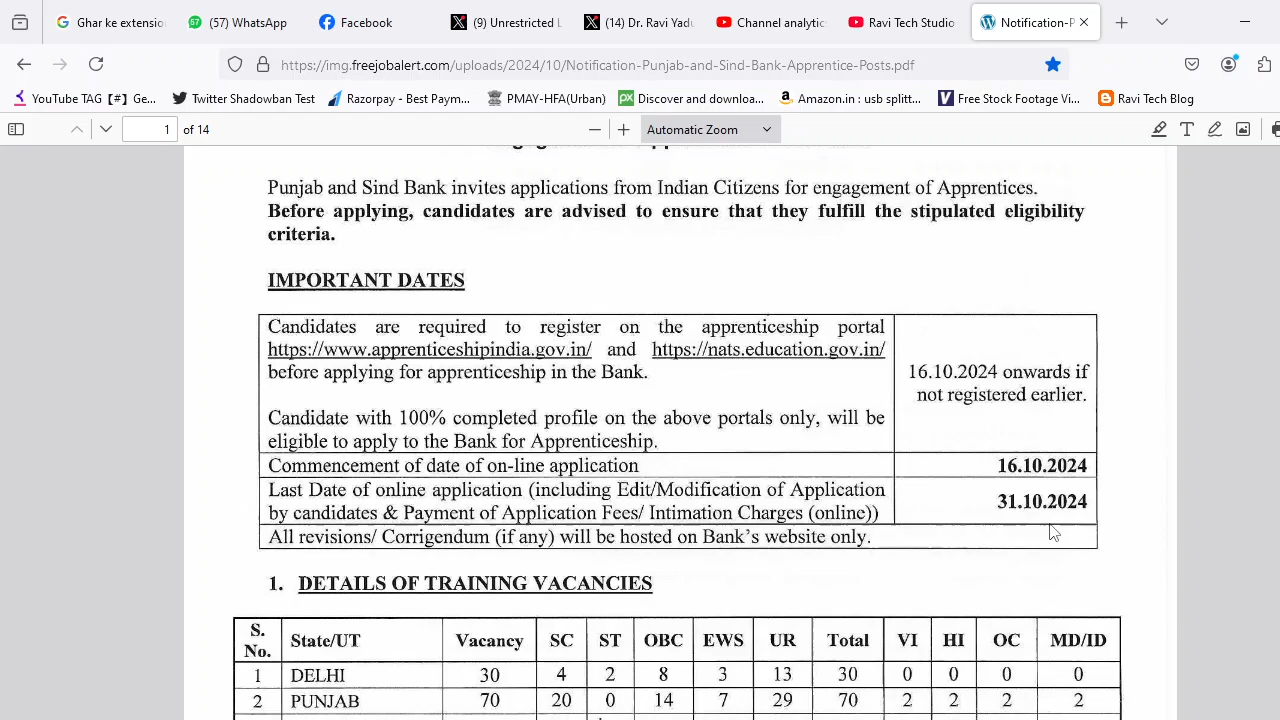 Ghar ke extensio
(57) WhatsApp
Facebook
(9) Unrestricted L
(14) Dr. Ravi Yadu
Channel analytic
Ravi Tech Studio
Notification-P
https://img.freejobalert.com/uploads/2024/10/Notification-Punjab-and-Sind-Bank-Apprentice-Posts.pdf
YouTube TAG [#] Ge...
Twitter Shadowban Test
Razorpay - Best Paym...
PMAY-HFA(Urban)
Discover and downloa...
Amazon.in : usb splitt...
Free Stock Footage Vi...
Ravi Tech Blog
1 of 14
Automatic Zoom
Punjab and Sind Bank invites applications from Indian Citizens for engagement of Apprentices.
Before applying, candidates are advised to ensure that they fulfill the stipulated eligibility
criteria.
IMPORTANT DATES
Candidates are required to register on the apprenticeship portal
https://www.apprenticeshipindia.gov.in/ and https://nats.education.gov.in/
before applying for apprenticeship in the Bank.
Candidate with 100% completed profile on the above portals only, will be
eligible to apply to the Bank for Apprenticeship.
16.10.2024 onwards if
not registered earlier.
Commencement of date of on-line application 16.10.2024
Last Date of online application (including Edit/Modification of Application
by candidates & Payment of Application Fees/ Intimation Charges (online))
31.10.2024
All revisions/ Corrigendum (if any) will be hosted on Bank's website only.
1. DETAILS OF TRAINING VACANCIES
S. No. State/UT Vacancy SC ST OBC EWS UR Total VI HI OC MD/ID
1 DELHI 30 4 2 8 3 13 30 0 0 0 0
2 PUNJAB 70 20 0 14 7 29 70 2 2 2 2